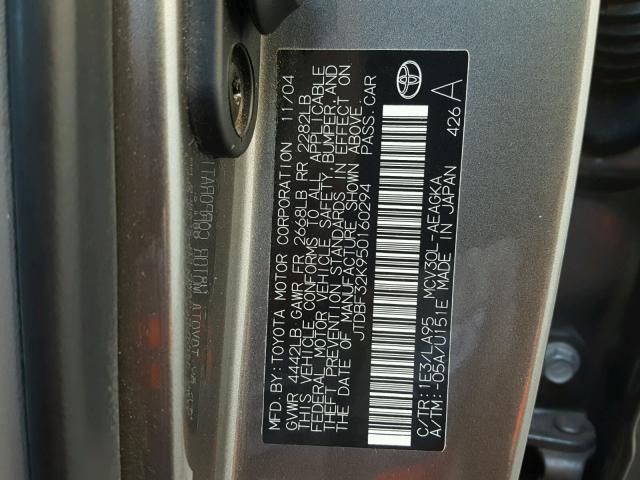 MFD. BY: TOYOTA MOTOR CORPORATION 11/04
GVWR 4442LB GAWR FR 2668LB RR 2282LB
THIS VEHICLE CONFORMS TO ALL APPLICABLE
FEDERAL MOTOR VEHICLE SAFETY, BUMPER, AND
THEFT PREVENTION STANDARDS IN EFFECT ON
THE DATE OF MANUFACTURE SHOWN ABOVE.
JTDBF32K950160294 PASS. CAR
C/TR: 1E3/LA95 MCV30L-AEAGKA
A/TM: -05A/U151E MADE IN JAPAN 426 A